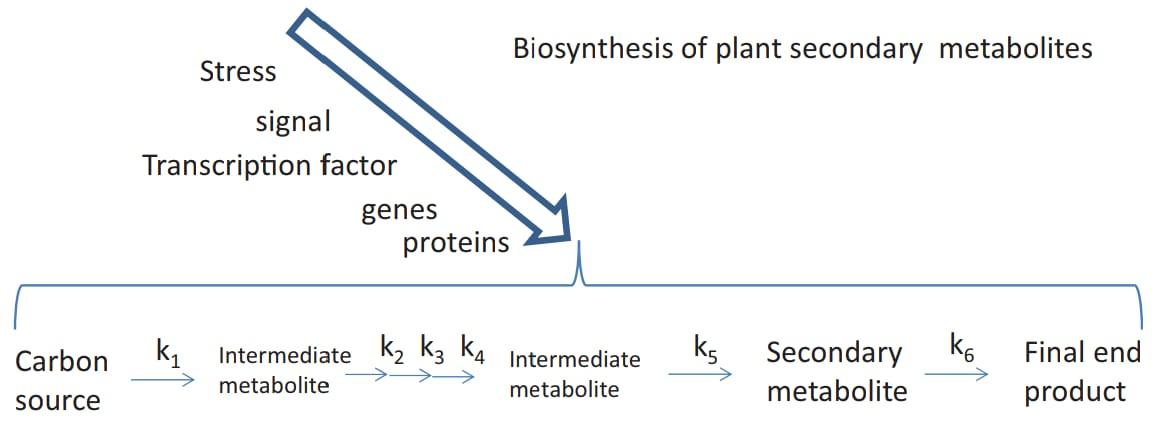 Biosynthesis of plant secondary metabolites
Stress
signal
Transcription factor
genes
proteins
Carbon
source
k₁
Intermediate
metabolite
k₂ k₃ k₄
Intermediate
metabolite
k₅
Secondary
metabolite
k₆
Final end
product